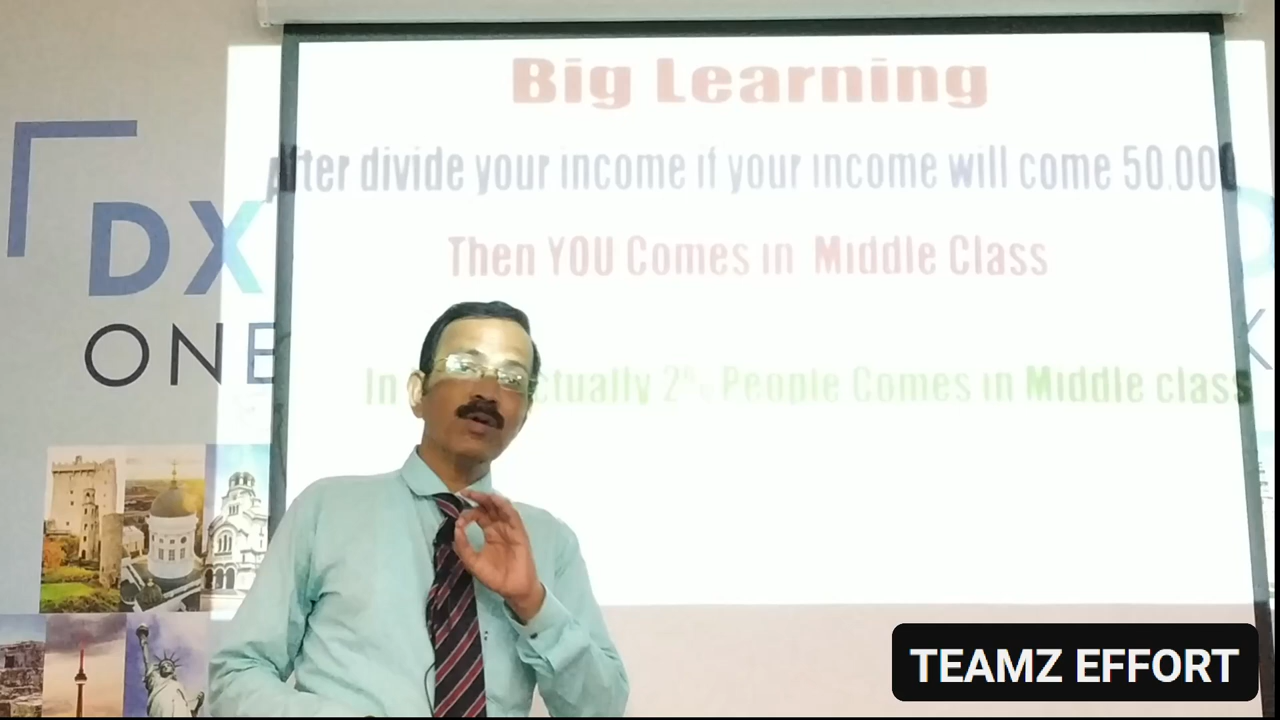 Big Learning
After divide your income if your income will come 50.000
Then YOU Comes in Middle Class
In ctually 2% People Comes in Middle class
DX
ONE
TEAMZ EFFORT